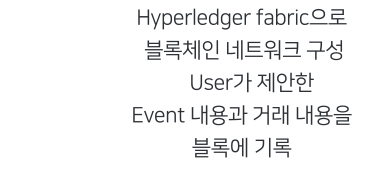 Hyperledger fabric으로
블록체인 네트워크 구성
User가 제안한
Event 내용과 거래 내용을
블록에 기록